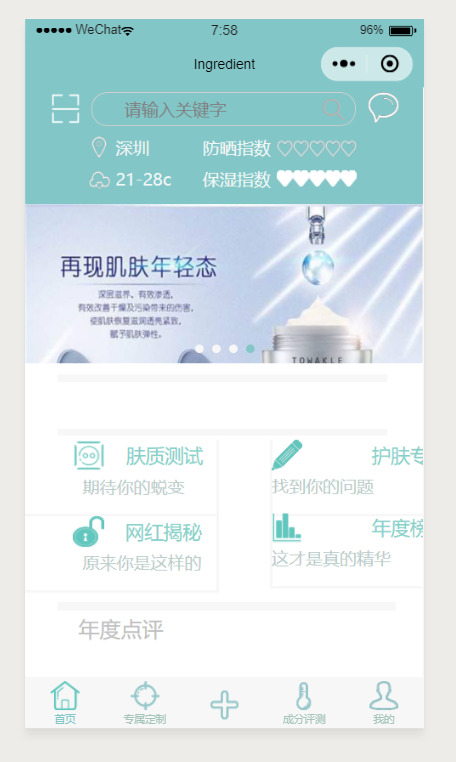 WeChat 7:58 96%
Ingredient
请输入关键字
深圳 防晒指数
21-28c 保湿指数
再现肌肤年轻态
深层滋养、有效渗透,
有效改善干燥及污染带来的伤害,
使肌肤恢复滋润透亮紧致,
赋予肌肤弹性。
TOWAKLE
肤质测试 护肤专
期待你的蜕变 找到你的问题
网红揭秘 年度榜
原来你是这样的 这才是真的精华
年度点评
首页 专属定制 成分评测 我的